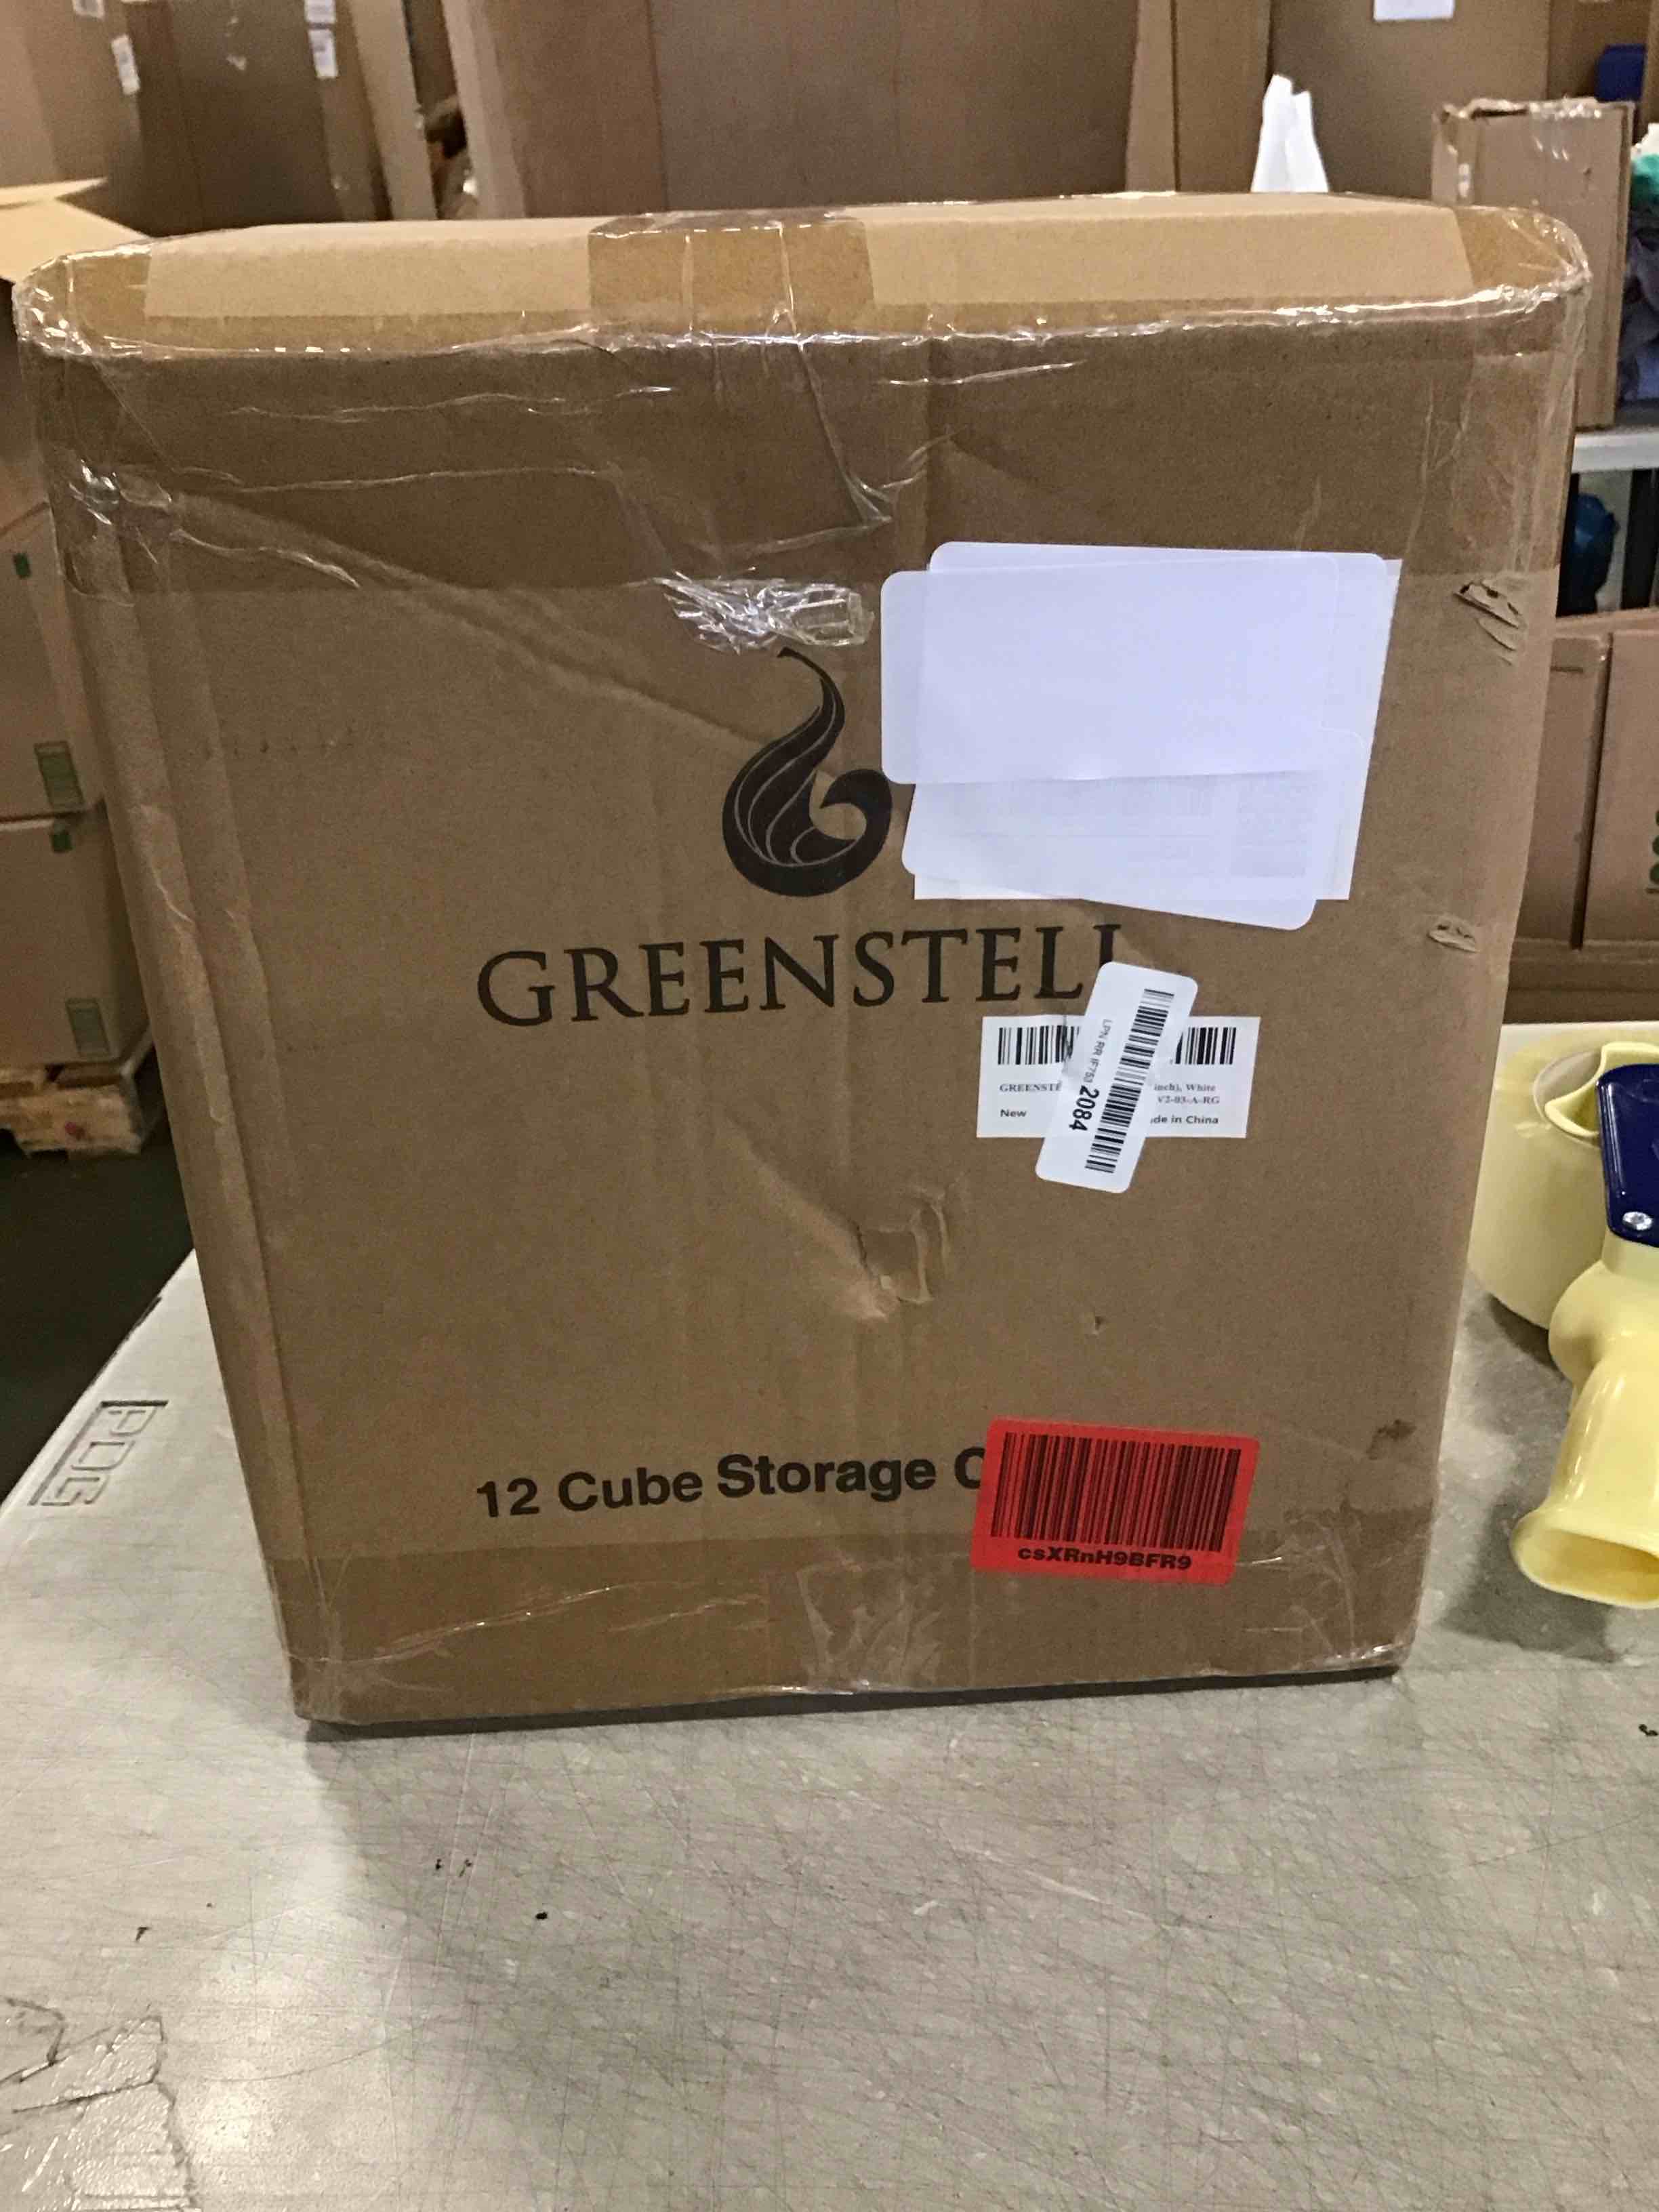 GREENSTELL
LPN RR IF753 2084
GREENSTE inch), White
V2-03-A-RG
New de in China
12 Cube Storage C
csXRnH9BFR9
PDG